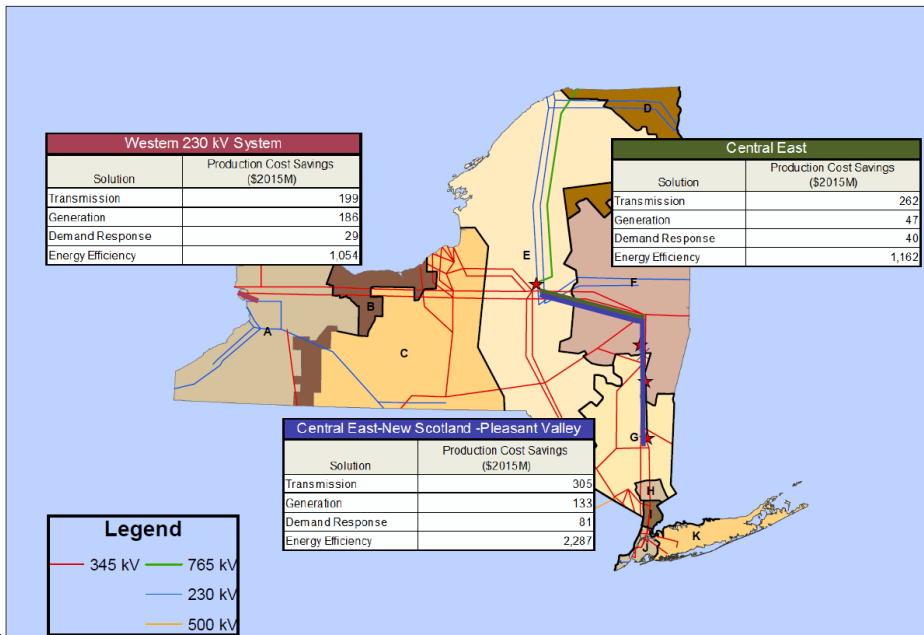 D
Western 230 kV System
Solution Production Cost Savings
($2015M)
Transmission 199
Generation 186
Demand Response 29
Energy Efficiency 1,054
Central East
Solution Production Cost Savings
($2015M)
Transmission 262
Generation 47
Demand Response 40
Energy Efficiency 1,162
E
F
B
A
C
G
Central East-New Scotland -Pleasant Valley
Solution Production Cost Savings
($2015M)
Transmission 305
Generation 133
Demand Response 81
Energy Efficiency 2,287
H
J
K
Legend
345 kV 765 kV
230 kV
500 kV